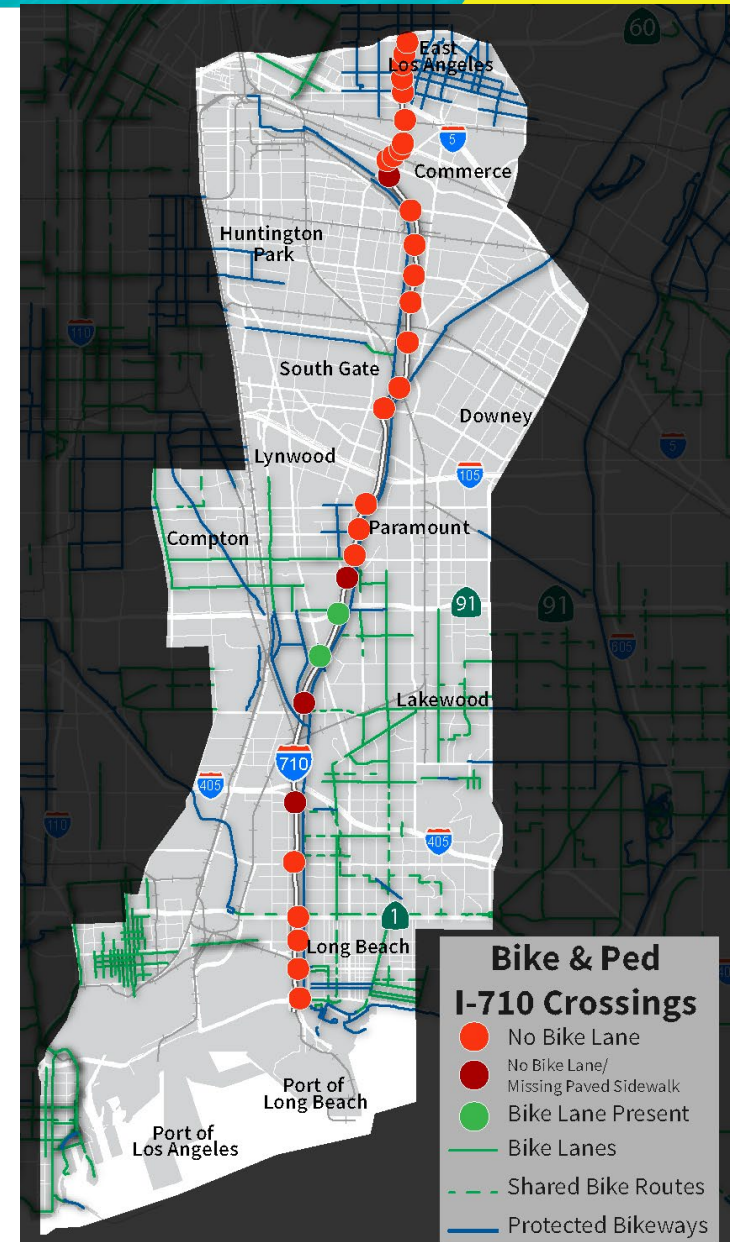 60
East
Los Angeles
5
Commerce
Huntington
Park
110
South Gate
Downey
5
Lynwood
105
Paramount
Compton
91
91
605
Lakewood
710
405
110
405
1
Long Beach
Port of
Long Beach
Port of
Los Angeles
Bike & Ped
I-710 Crossings
No Bike Lane
No Bike Lane/
Missing Paved Sidewalk
Bike Lane Present
Bike Lanes
Shared Bike Routes
Protected Bikeways